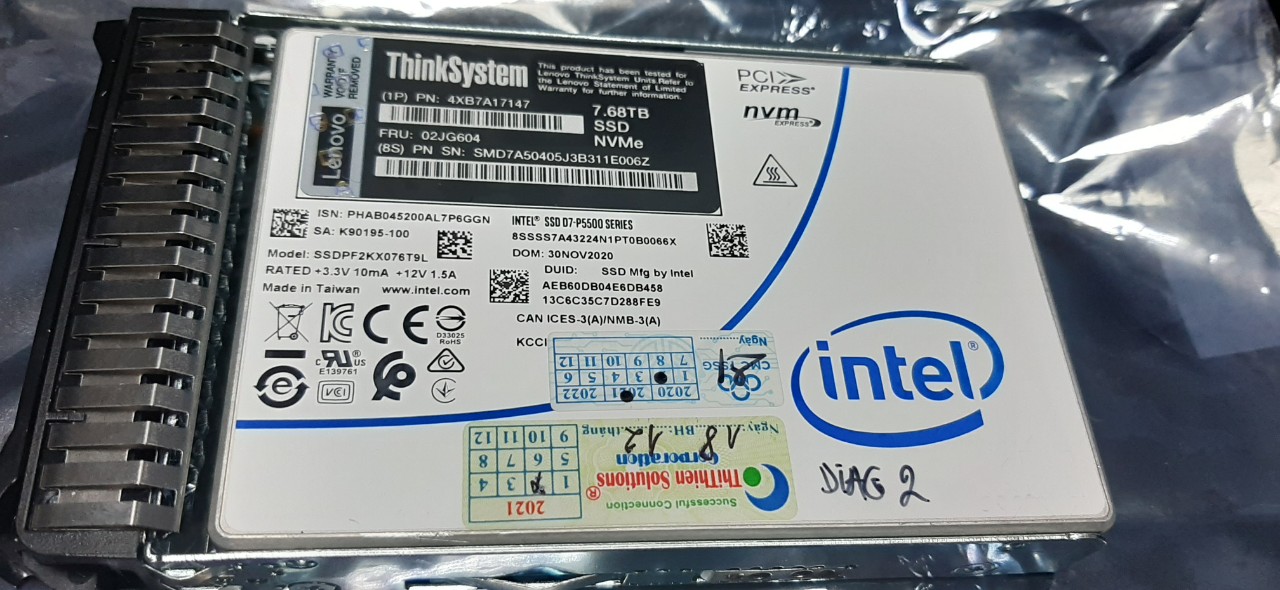 WARRANTY
VOID IF
REMOVED
Lenovo
ThinkSystem
This product has been tested for
Lenovo ThinkSystem Units.Refer to
the Lenovo Statement of Limited
Warranty for further information.
(1P) PN: 4XB7A17147
7.68TB
SSD
NVMe
FRU: 02JG604
(8S) PN SN: SMD7A50405J3B311E006Z
PCI
EXPRESS®
nvm
EXPRESS®
ISN: PHAB045200AL7P6GGN
SA: K90195-100
Model: SSDPF2KX076T9L
RATED +3.3V 10mA +12V 1.5A
Made in Taiwan www.intel.com
INTEL® SSD D7-P5500 SERIES
8SSSS7A43224N1PT0B0066X
DOM: 30NOV2020
DUID: SSD Mfg by Intel
AEB60DB04E6DB458
13C6C35C7D288FE9
CAN ICES-3(A)/NMB-3(A)
KCCI
D33025
RoHS
c RU US
E139761
VCI
intel®
2020 2021 2022
1 2 3 4 5 6
7 8 9 10 11 12
Ngày
Successful Connection
ThiThien Solutions®
Corporation
Ngày: 18 BH: 12 tháng
2021
1 3 4
5 6 7 8
9 10 11 12
DIAG 2